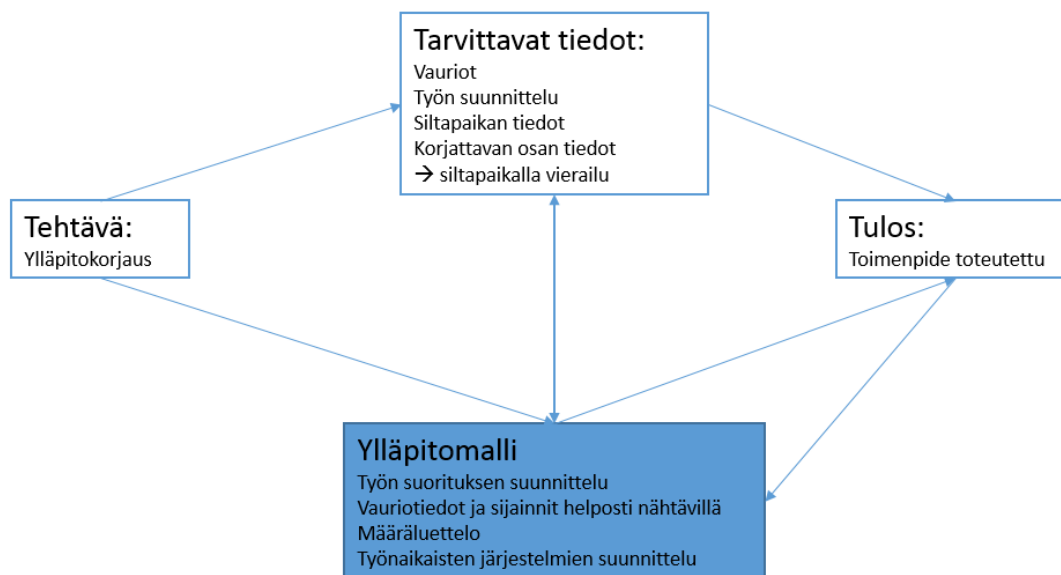 Tarvittavat tiedot:
Vauriot
Työn suunnittelu
Siltapaikan tiedot
Korjattavan osan tiedot
→ siltapaikalla vierailu
Tehtävä:
Ylläpitokorjaus
Tulos:
Toimenpide toteutettu
Ylläpitomalli
Työn suorituksen suunnittelu
Vauriotiedot ja sijainnit helposti nähtävillä
Määräluettelo
Työnaikaisten järjestelmien suunnittelu